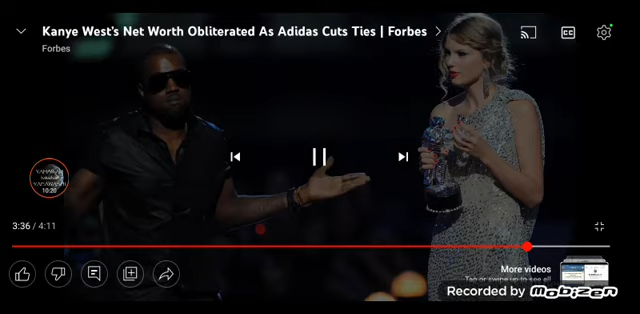 Kanye West's Net Worth Obliterated As Adidas Cuts Ties | Forbes
CC
Forbes
10:20
3:36 / 4:11
More videos
Tap or swipe up to see all
Recorded by Mobizen